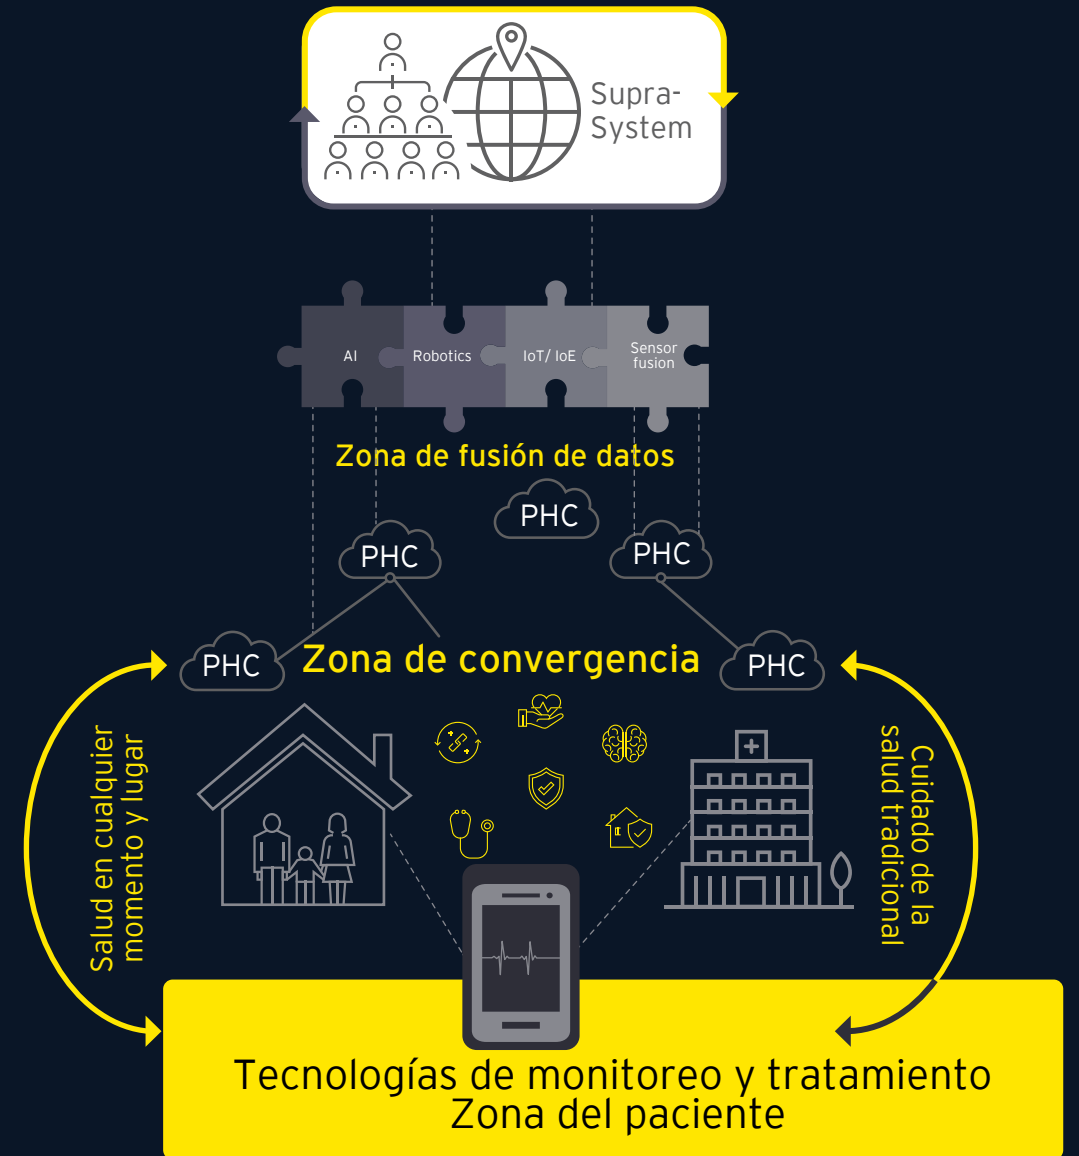 Supra-
System
AI
Robotics
IoT/ IoE
Sensor
fusion
Zona de fusión de datos
PHC
PHC
PHC
PHC
Zona de convergencia
PHC
Salud en cualquier
momento y lugar
Cuidado de la
salud tradicional
Tecnologías de monitoreo y tratamiento
Zona del paciente